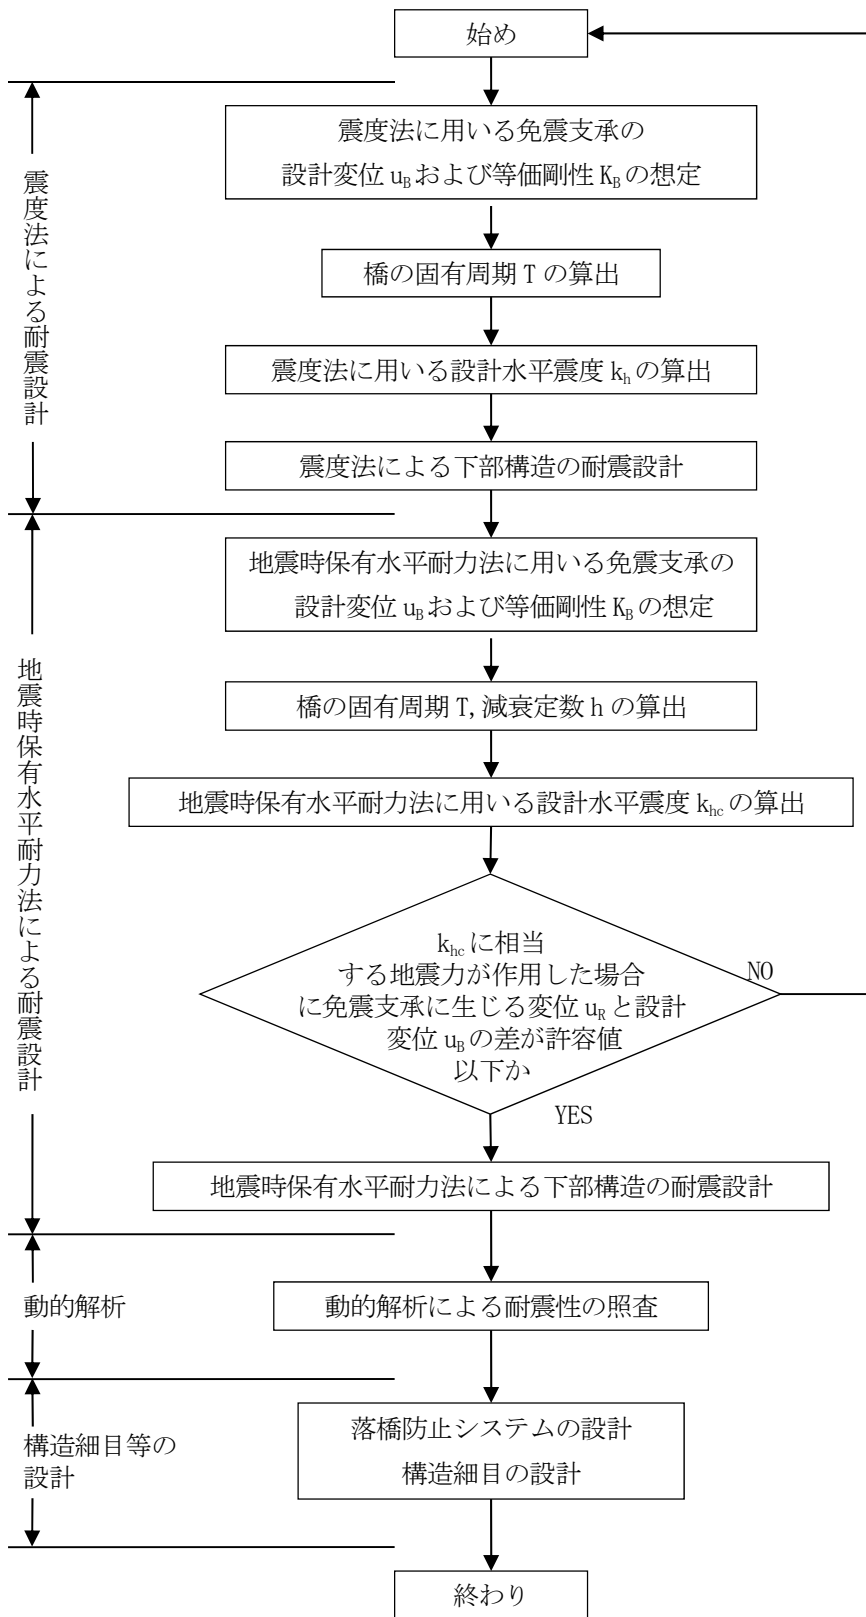 始め
震度法に用いる免震支承の
設計変位 uBおよび等価剛性 KBの想定
橋の固有周期 T の算出
震度法に用いる設計水平震度 khの算出
震度法による下部構造の耐震設計
震度法による耐震設計
地震時保有水平耐力法に用いる免震支承の
設計変位 uBおよび等価剛性 KBの想定
橋の固有周期 T,減衰定数 h の算出
地震時保有水平耐力法に用いる設計水平震度 khcの算出
khcに相当
する地震力が作用した場合
に免震支承に生じる変位 uRと設計
変位 uBの差が許容値
以下か
NO
YES
地震時保有水平耐力法による下部構造の耐震設計
地震時保有水平耐力法による耐震設計
動的解析
動的解析による耐震性の照査
構造細目等の
設計
落橋防止システムの設計
構造細目の設計
終わり